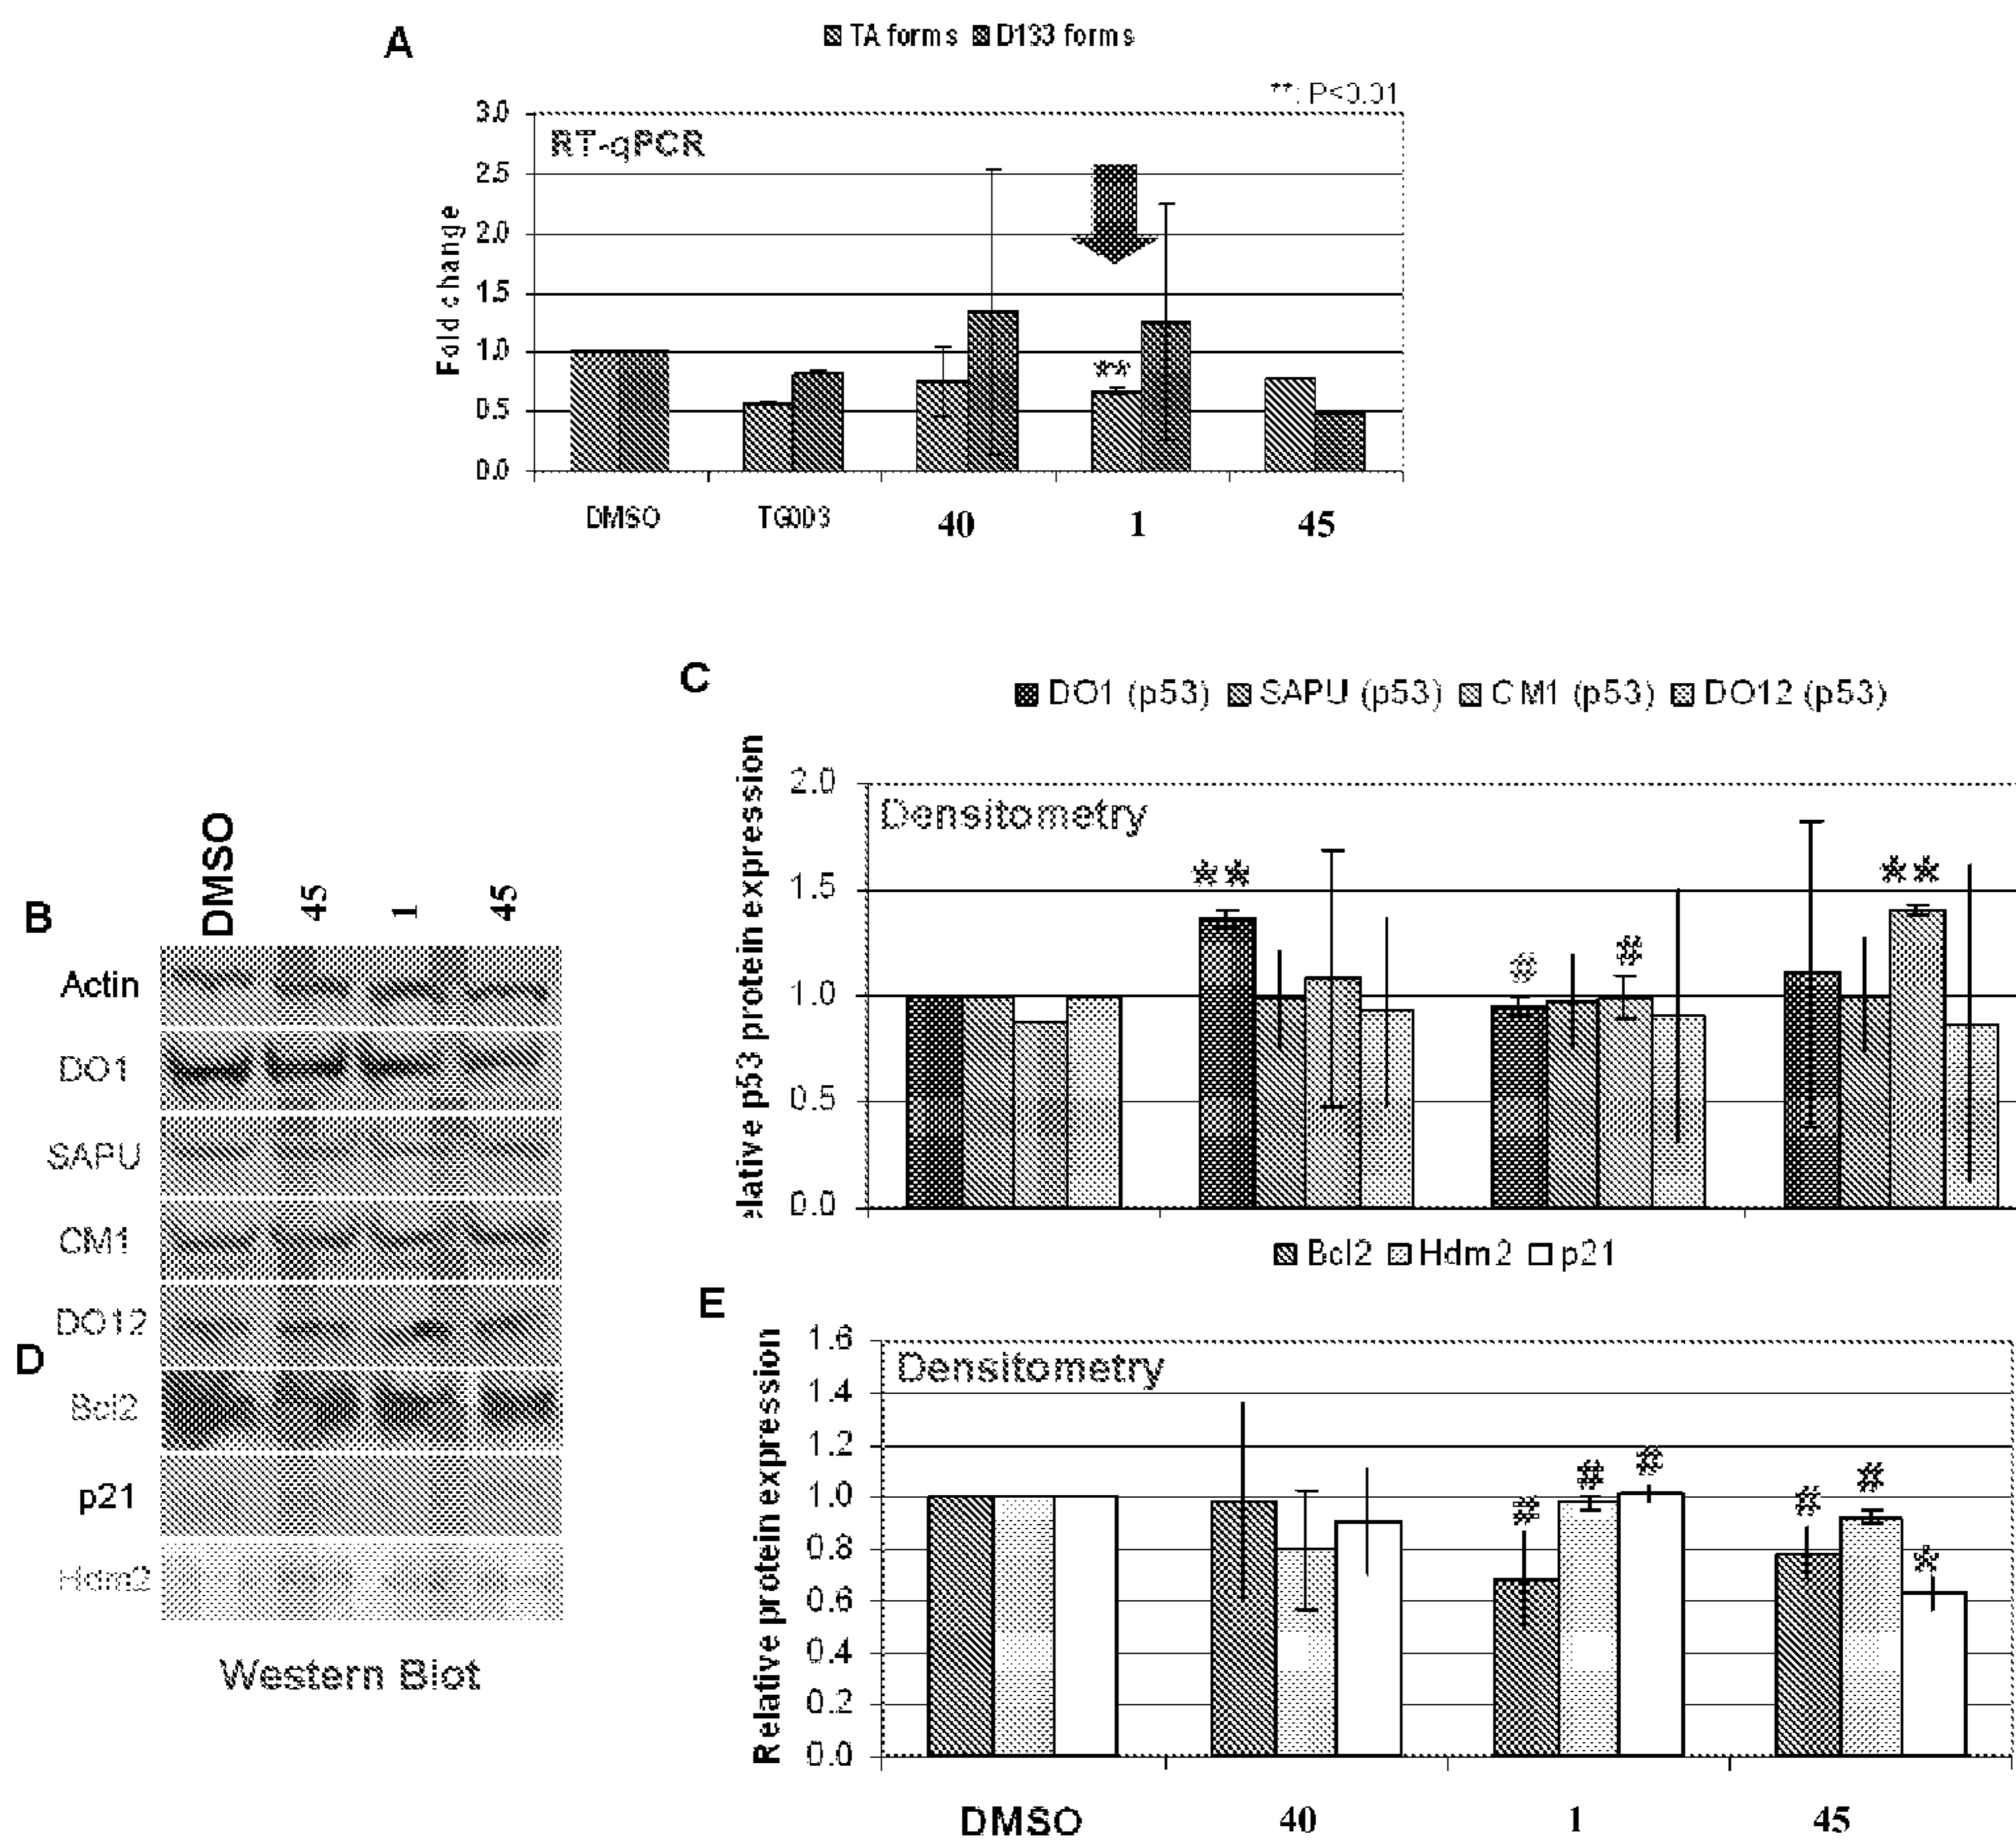 A
TA forms D133 forms
**: P<0.01
RT-qPCR
Fold change
3.0
2.5
2.0
1.5
1.0
0.5
0.0
**
DMSO TG003 40 1 45
C
DO1 (p53) SAPU (p53) CM1 (p53) DO12 (p53)
elative p53 protein expression
Densitometry
2.0
1.5
1.0
0.5
0.0
** # # **
B
DMSO 45 1 45
Actin
DO1
SAPU
CM1
DO12
D
Bcl2
p21
Hdm2
Western Blot
Bcl2 Hdm2 p21
E
Relative protein expression
Densitometry
1.6
1.4
1.2
1.0
0.8
0.6
0.4
0.2
0.0
# # # # # *
DMSO 40 1 45